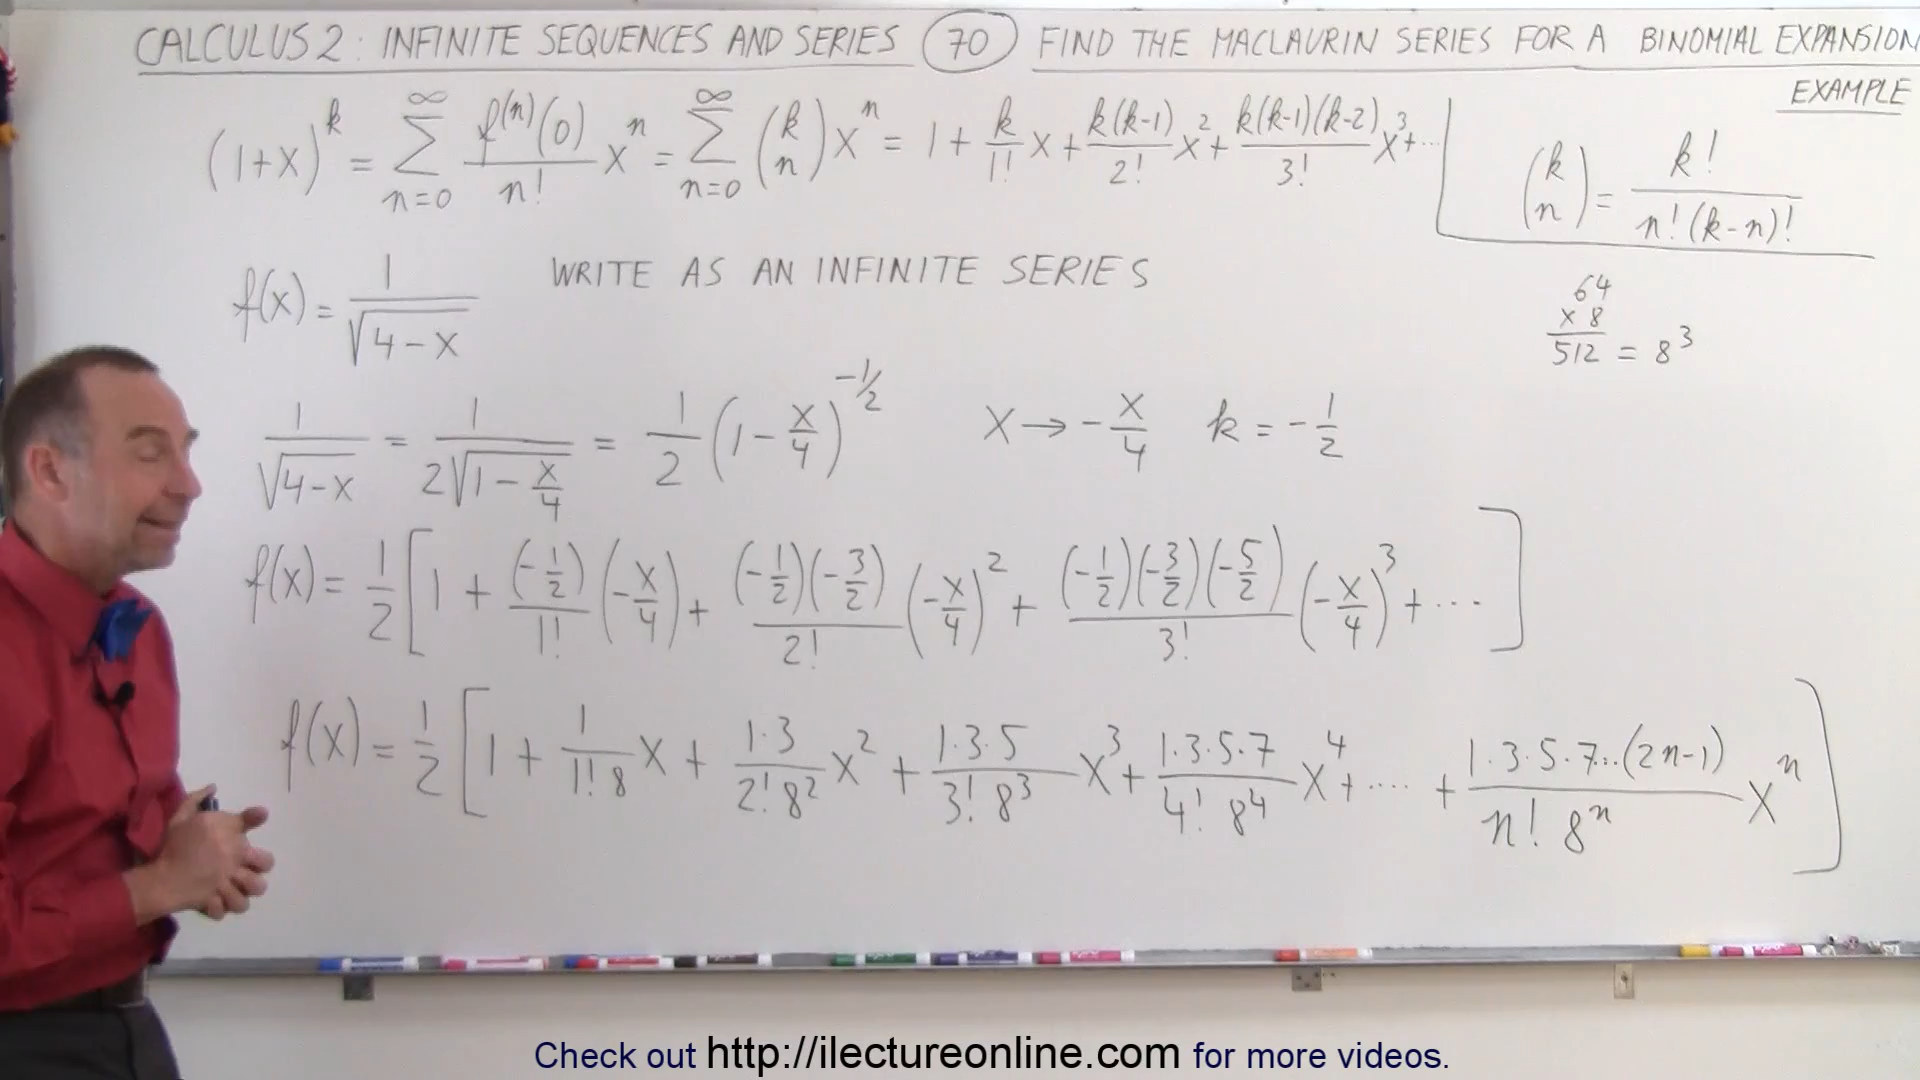 CALCULUS 2: INFINITE SEQUENCES AND SERIES (70) FIND THE MACLAURIN SERIES FOR A BINOMIAL EXPANSION
EXAMPLE
(1+x)^k = ∑_{n=0}^{∞} f^{(n)}(0)/n! x^n = ∑_{n=0}^{∞} (k n) x^n = 1 + k/1! x + k(k-1)/2! x^2 + k(k-1)(k-2)/3! x^3 + ...
(k n) = k!/n!(k-n)!
f(x) = 1/√(4-x) WRITE AS AN INFINITE SERIES
64
x 8
512 = 8^3
1/√(4-x) = 1/(2√(1-x/4)) = 1/2 (1-x/4)^{-1/2} x → -x/4 k = -1/2
f(x) = 1/2 [1 + (-1/2)/1! (-x/4) + (-1/2)(-3/2)/2! (-x/4)^2 + (-1/2)(-3/2)(-5/2)/3! (-x/4)^3 + ...]
f(x) = 1/2 [1 + 1/(1! 8) x + 1·3/(2! 8^2) x^2 + 1·3·5/(3! 8^3) x^3 + 1·3·5·7/(4! 8^4) x^4 + .... + 1·3·5·7...(2n-1)/(n! 8^n) x^n]
Check out http://ilectureonline.com for more videos.